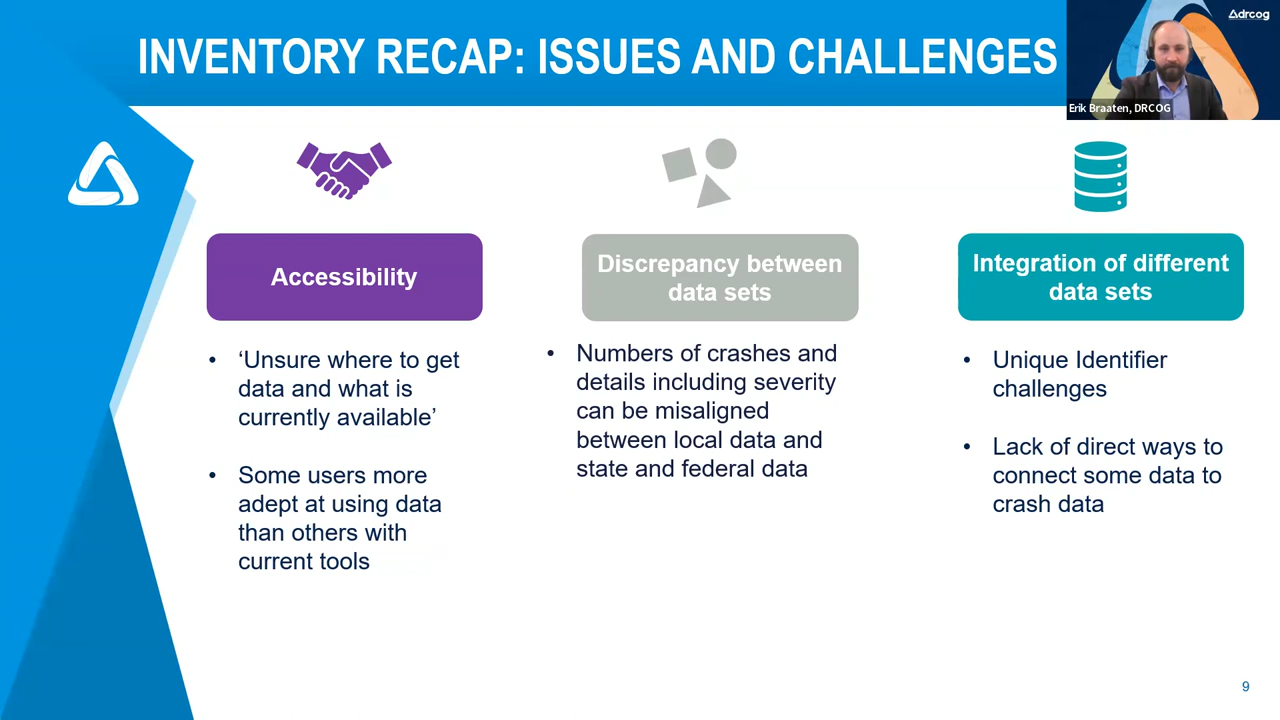 INVENTORY RECAP: ISSUES AND CHALLENGES
drcog
Erik Braaten, DRCOG
Accessibility
‘Unsure where to get
data and what is
currently available’
Some users more
adept at using data
than others with
current tools
Discrepancy between
data sets
Numbers of crashes and
details including severity
can be misaligned
between local data and
state and federal data
Integration of different
data sets
Unique Identifier
challenges
Lack of direct ways to
connect some data to
crash data
9